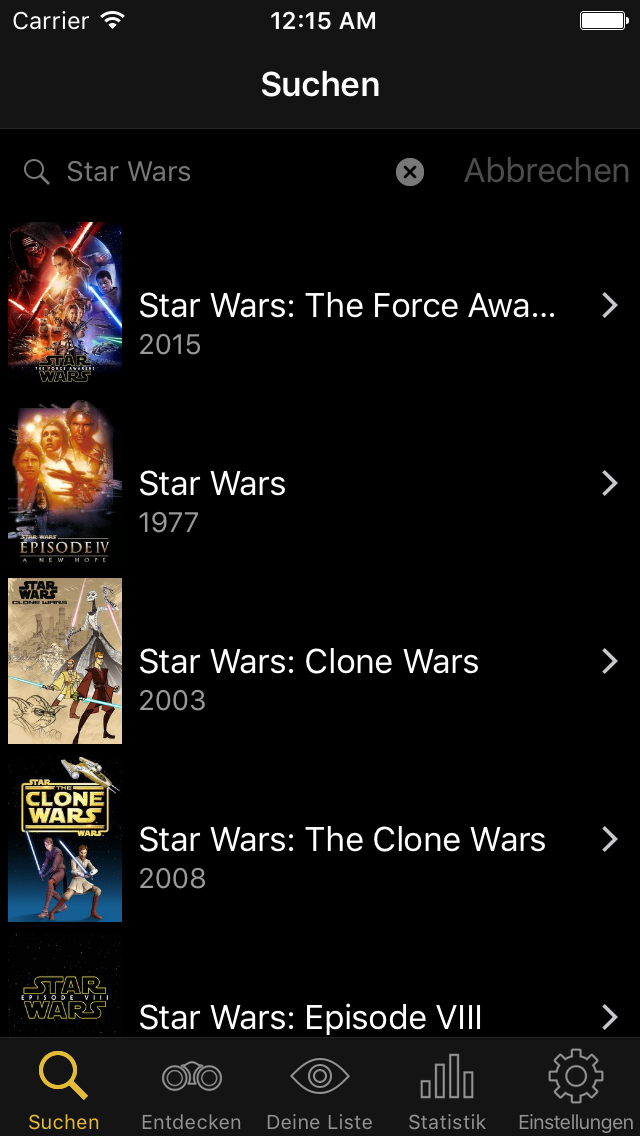 Carrier 12:15 AM
Suchen
Star Wars Abbrechen
STAR
THE FORCE AWAKENS
WARS
Star Wars: The Force Awa...
2015
STAR WARS
EPISODE IV
A NEW HOPE
Star Wars
1977
STAR
WARS
CLONE WARS
Star Wars: Clone Wars
2003
STAR
THE
CLONE
WARS
WARS.
Star Wars: The Clone Wars
2008
STAR
EPISODE VIII
WARS
Star Wars: Episode VIII
Suchen Entdecken Deine Liste Statistik Einstellungen